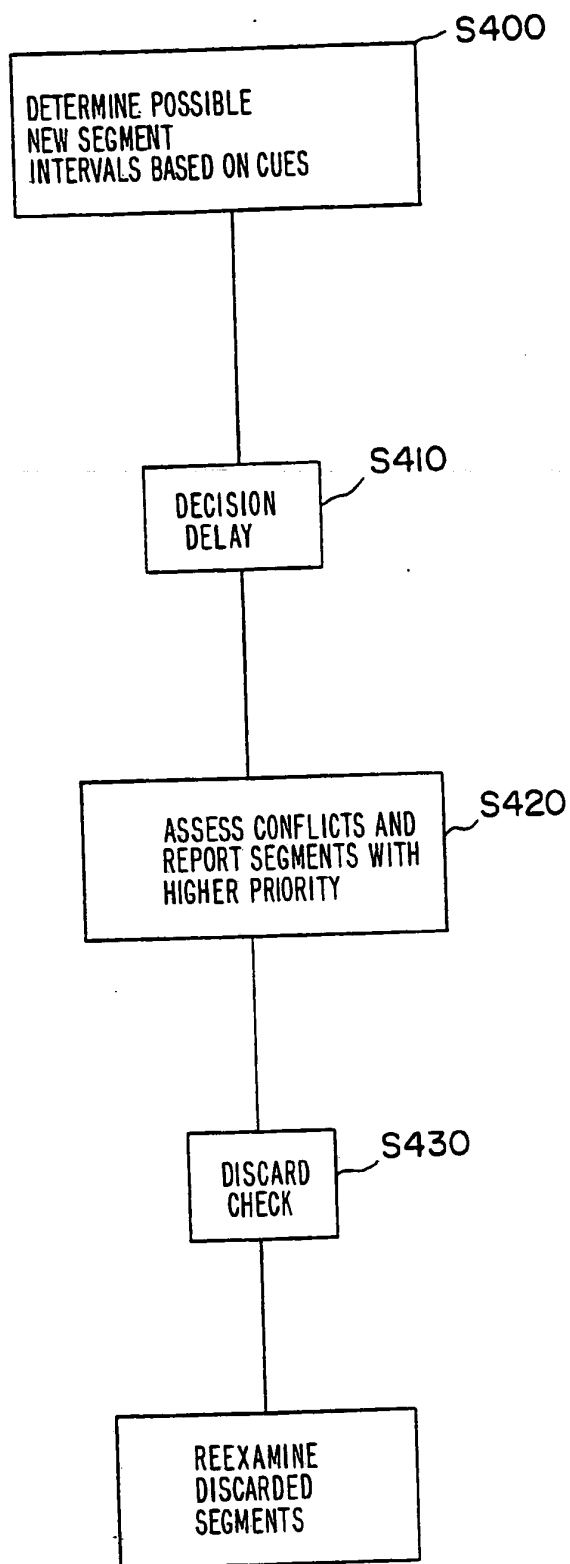 S400
DETERMINE POSSIBLE
NEW SEGMENT
INTERVALS BASED ON CUES
S410
DECISION
DELAY
S420
ASSESS CONFLICTS AND
REPORT SEGMENTS WITH
HIGHER PRIORITY
S430
DISCARD
CHECK
REEXAMINE
DISCARDED
SEGMENTS